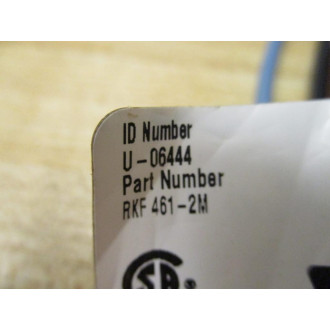 ID Number
U-06444
Part Number
RKF 461-2M